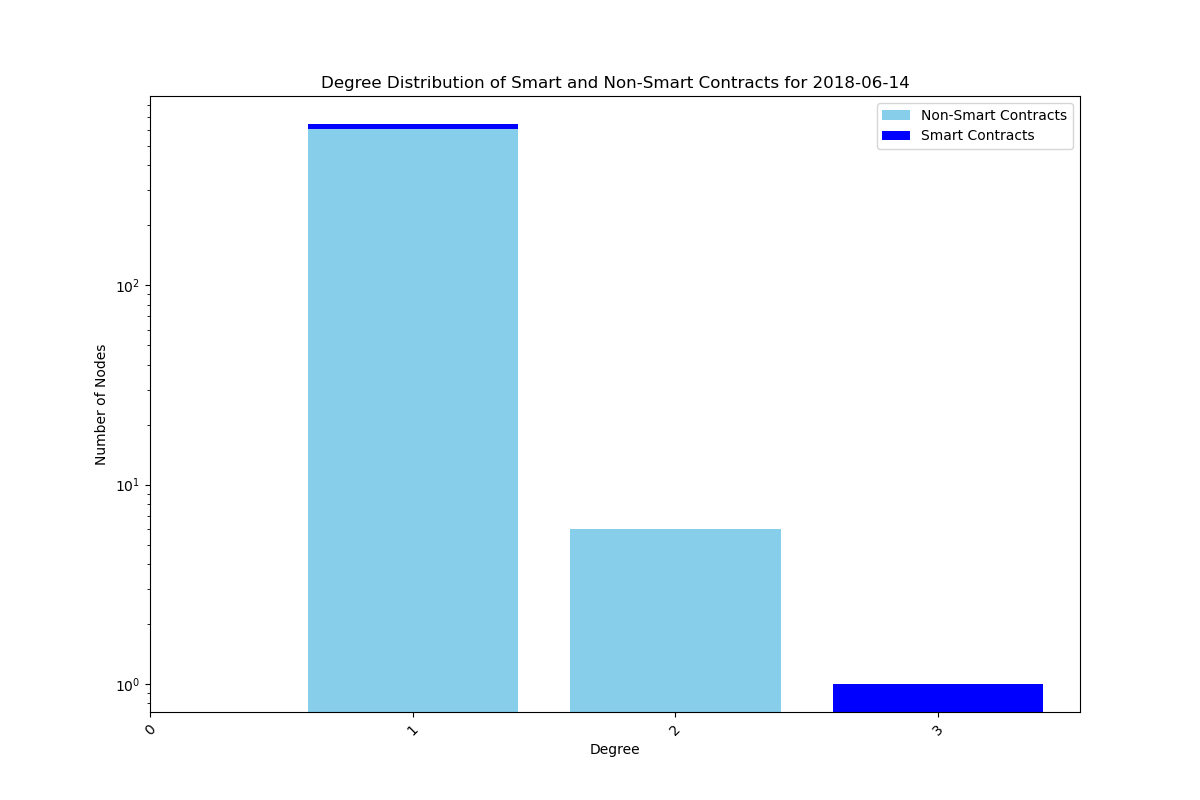 Degree Distribution of Smart and Non-Smart Contracts for 2018-06-14
Non-Smart Contracts
Smart Contracts
Number of Nodes
10²
10¹
10⁰
0
1
2
3
Degree